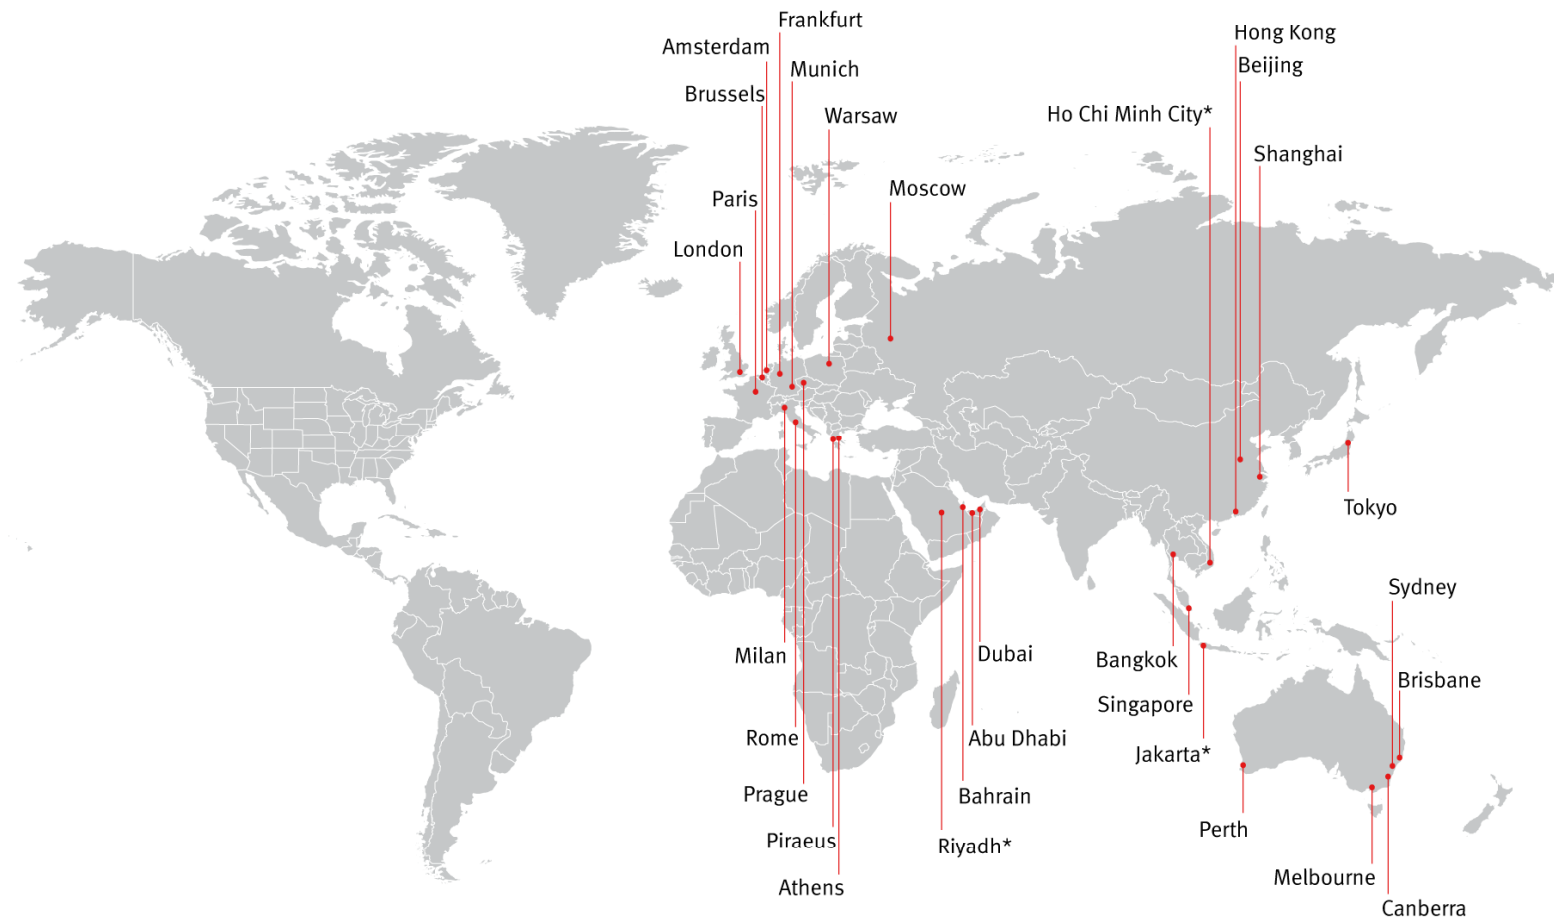 Frankfurt
Hong Kong
Amsterdam
Beijing
Munich
Brussels
Ho Chi Minh City*
Warsaw
Shanghai
Moscow
Paris
London
Tokyo
Sydney
Milan
Dubai
Bangkok
Brisbane
Singapore
Rome
Abu Dhabi
Jakarta*
Prague
Bahrain
Perth
Piraeus
Riyadh*
Melbourne
Athens
Canberra